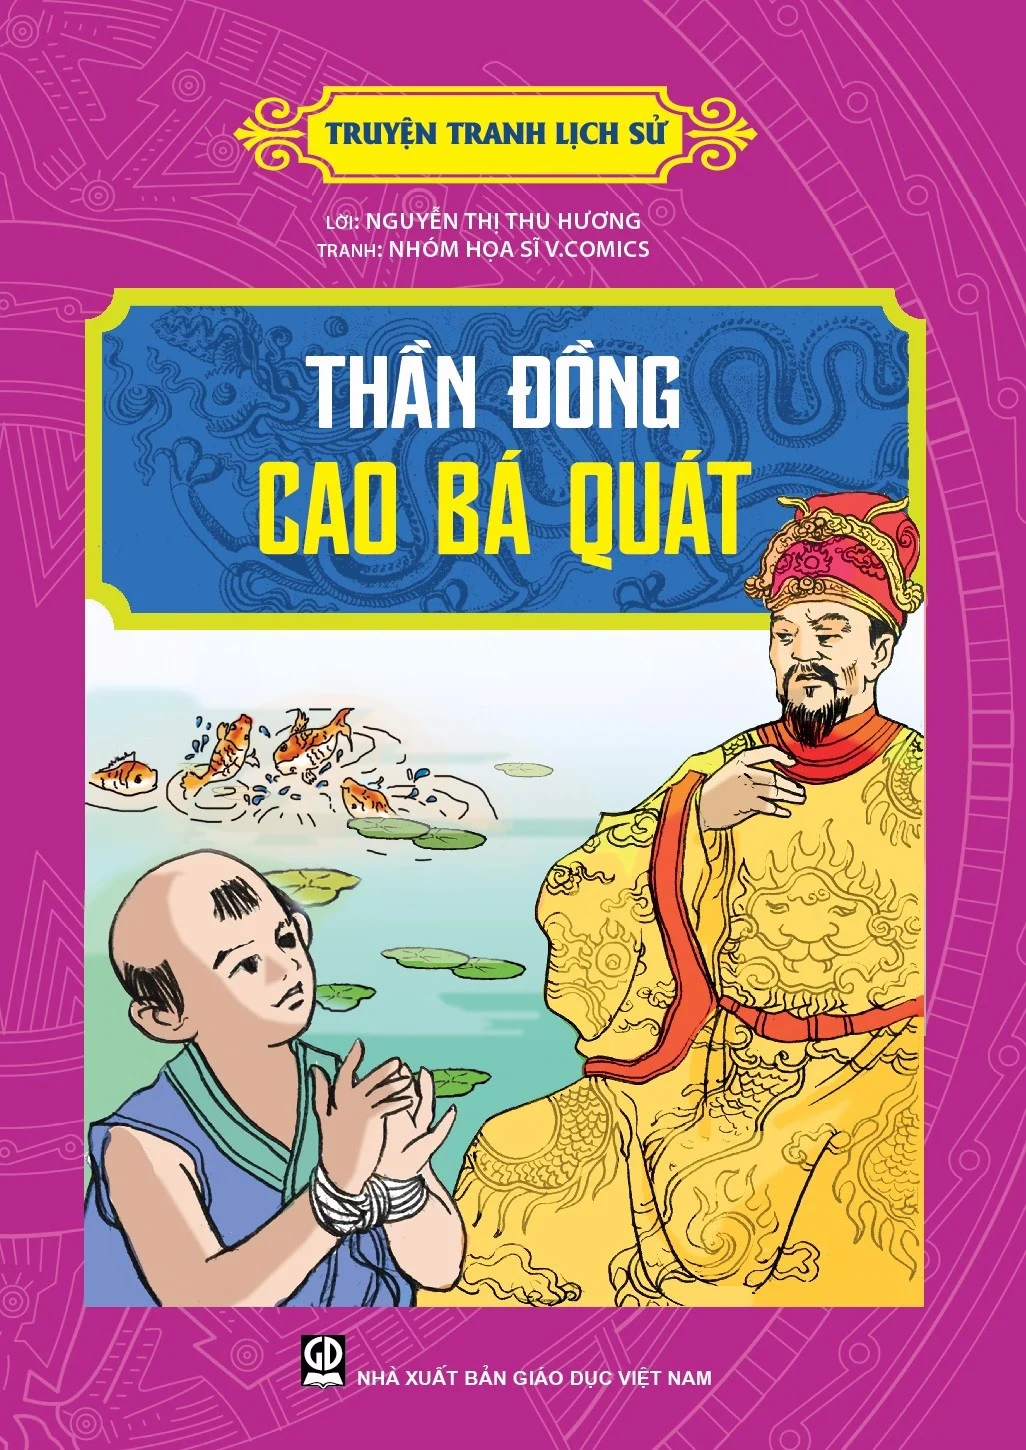 TRUYỆN TRANH LỊCH SỬ
LỜI: NGUYỄN THỊ THU HƯƠNG
TRANH: NHÓM HỌA SĨ V.COMICS
THẦN ĐỒNG
CAO BÁ QUÁT
GD
NHÀ XUẤT BẢN GIÁO DỤC VIỆT NAM